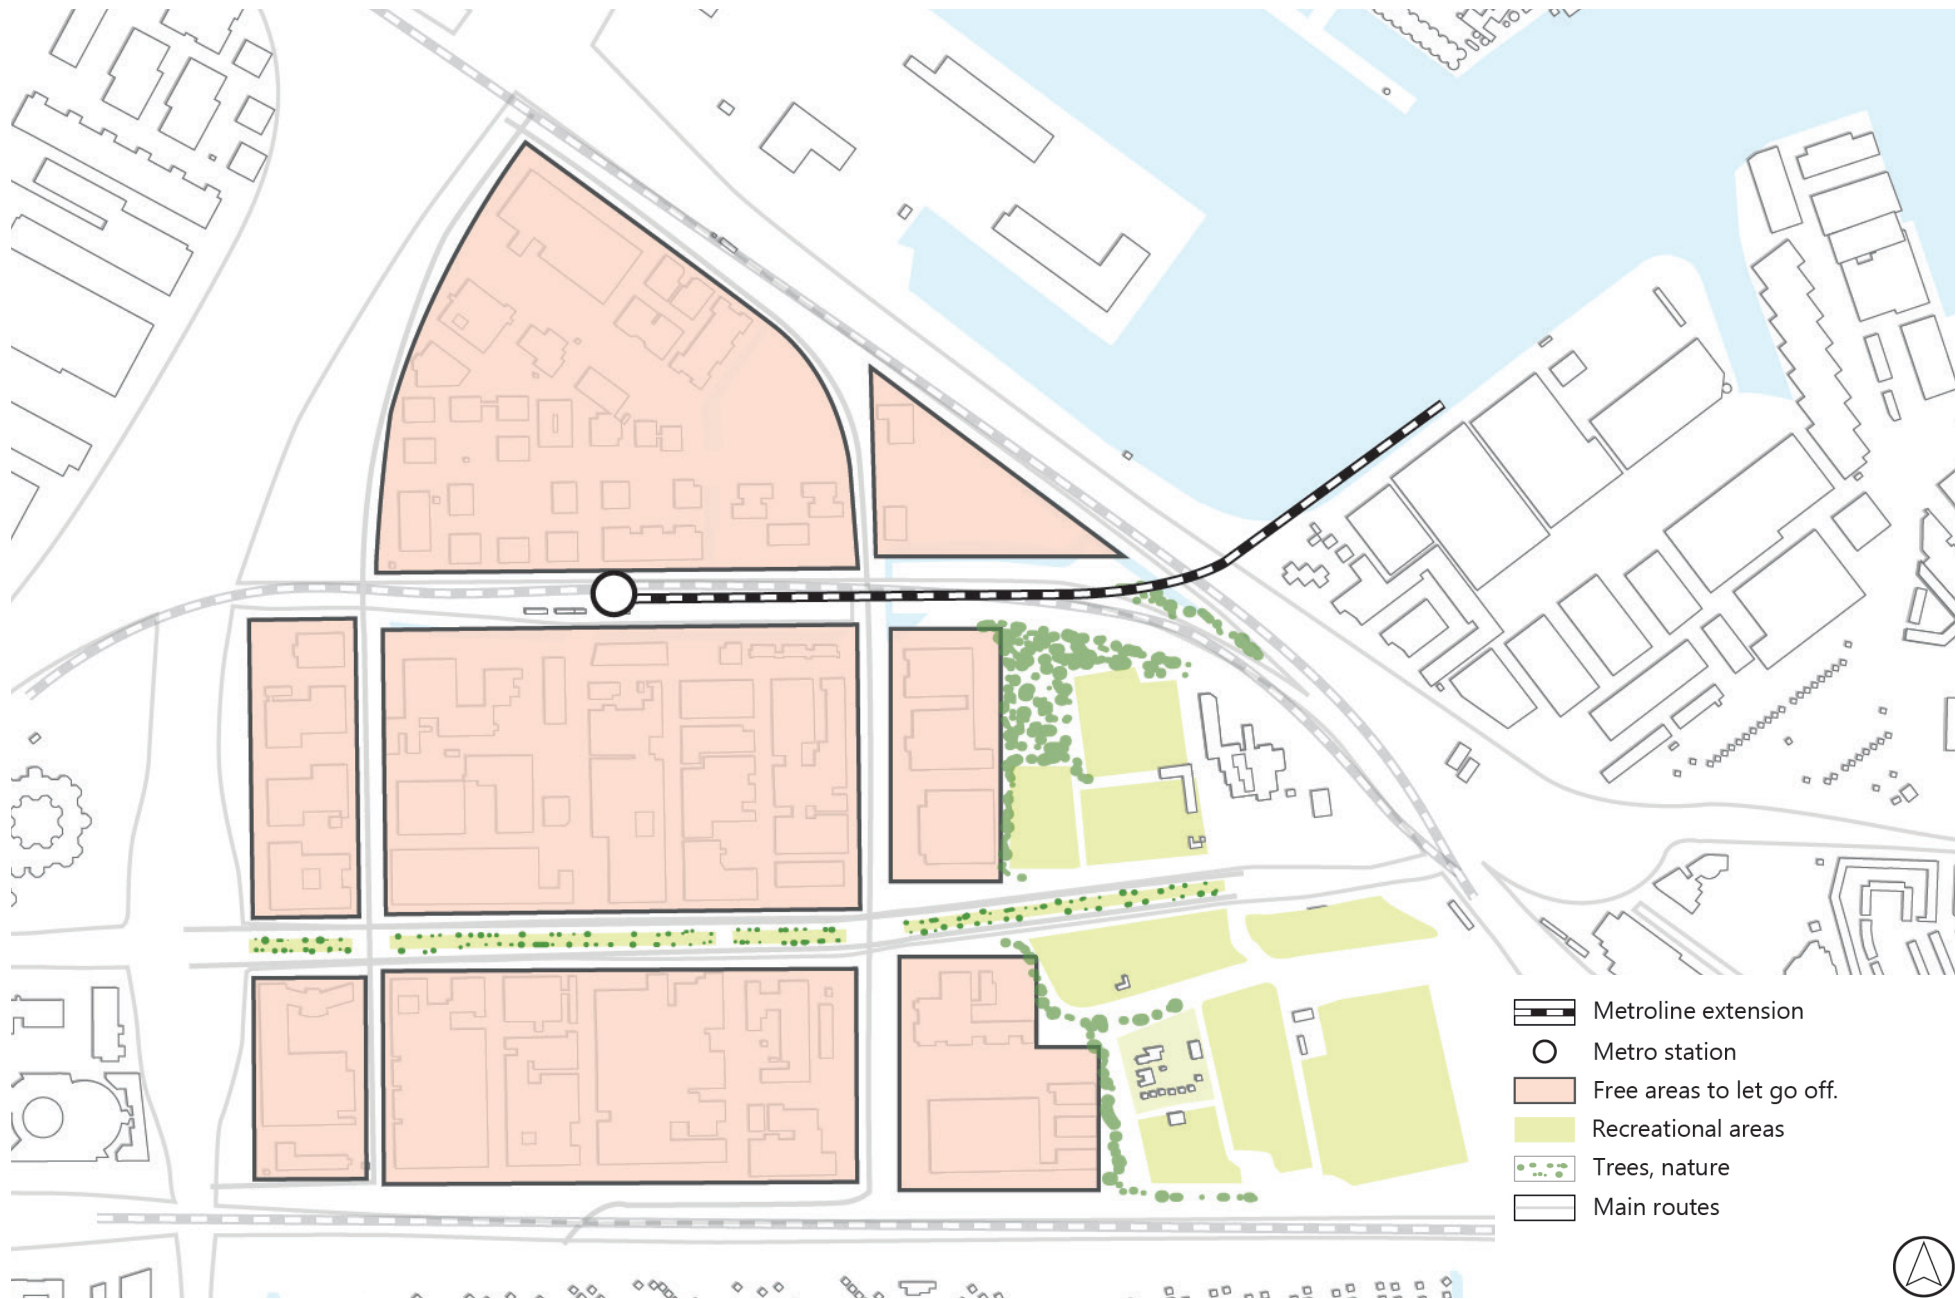 Metroline extension
Metro station
Free areas to let go off.
Recreational areas
Trees, nature
Main routes